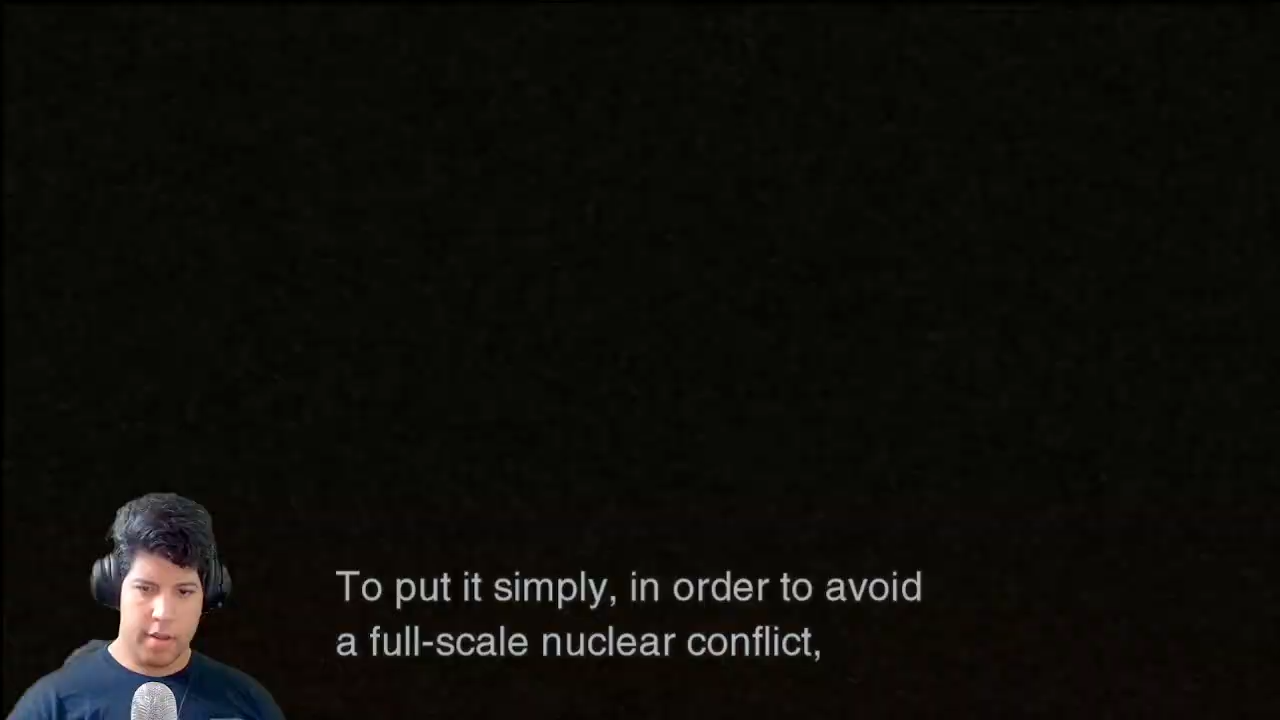 To put it simply, in order to avoid
a full-scale nuclear conflict,